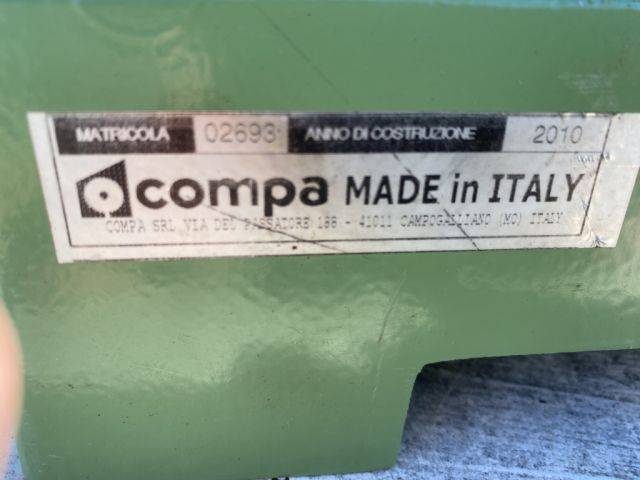 MATRICOLA 02693 ANNO DI COSTRUZIONE 2010
compa MADE in ITALY
COMPA SRL VIA DEL PASSATORE 188 - 41011 CAMPOGALLIANO (MO) ITALY